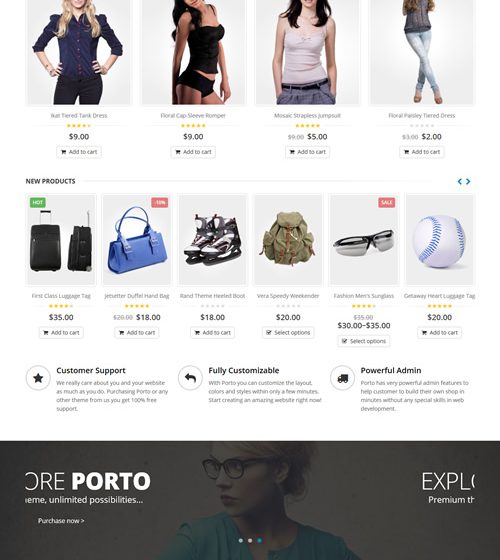 Ikat Tiered Tank Dress
Floral Cap-Sleeve Romper
Mosaic Strapless Jumpsuit
Floral Paisley Tiered Dress
$9.00
$9.00
$9.00 $5.00
$3.00 $2.00
Add to cart
Add to cart
Add to cart
Add to cart
NEW PRODUCTS
HOT
-10%
SALE
First Class Luggage Tag
Jetsetter Duffel Hand Bag
Rand Theme Heeled Boot
Vera Speedy Weekender
Fashion Men's Sunglass
Getaway Heart Luggage Tag
$35.00
$20.00 $18.00
$18.00
$20.00
$35.00
$30.00–$35.00
$20.00
Add to cart
Add to cart
Add to cart
Select options
Select options
Add to cart
Customer Support
We really care about you and your website
as much as you do. Purchasing Porto or any
other theme from us you get 100% free
support.
Fully Customizable
With Porto you can customize the layout,
colors and styles within only a few minutes.
Start creating an amazing website right now!
Powerful Admin
Porto has very powerful admin features to
help customer to build their own shop in
minutes without any special skills in web
development.
ORE PORTO
eme, unlimited possibilities...
Purchase now >
EXPLO
Premium th